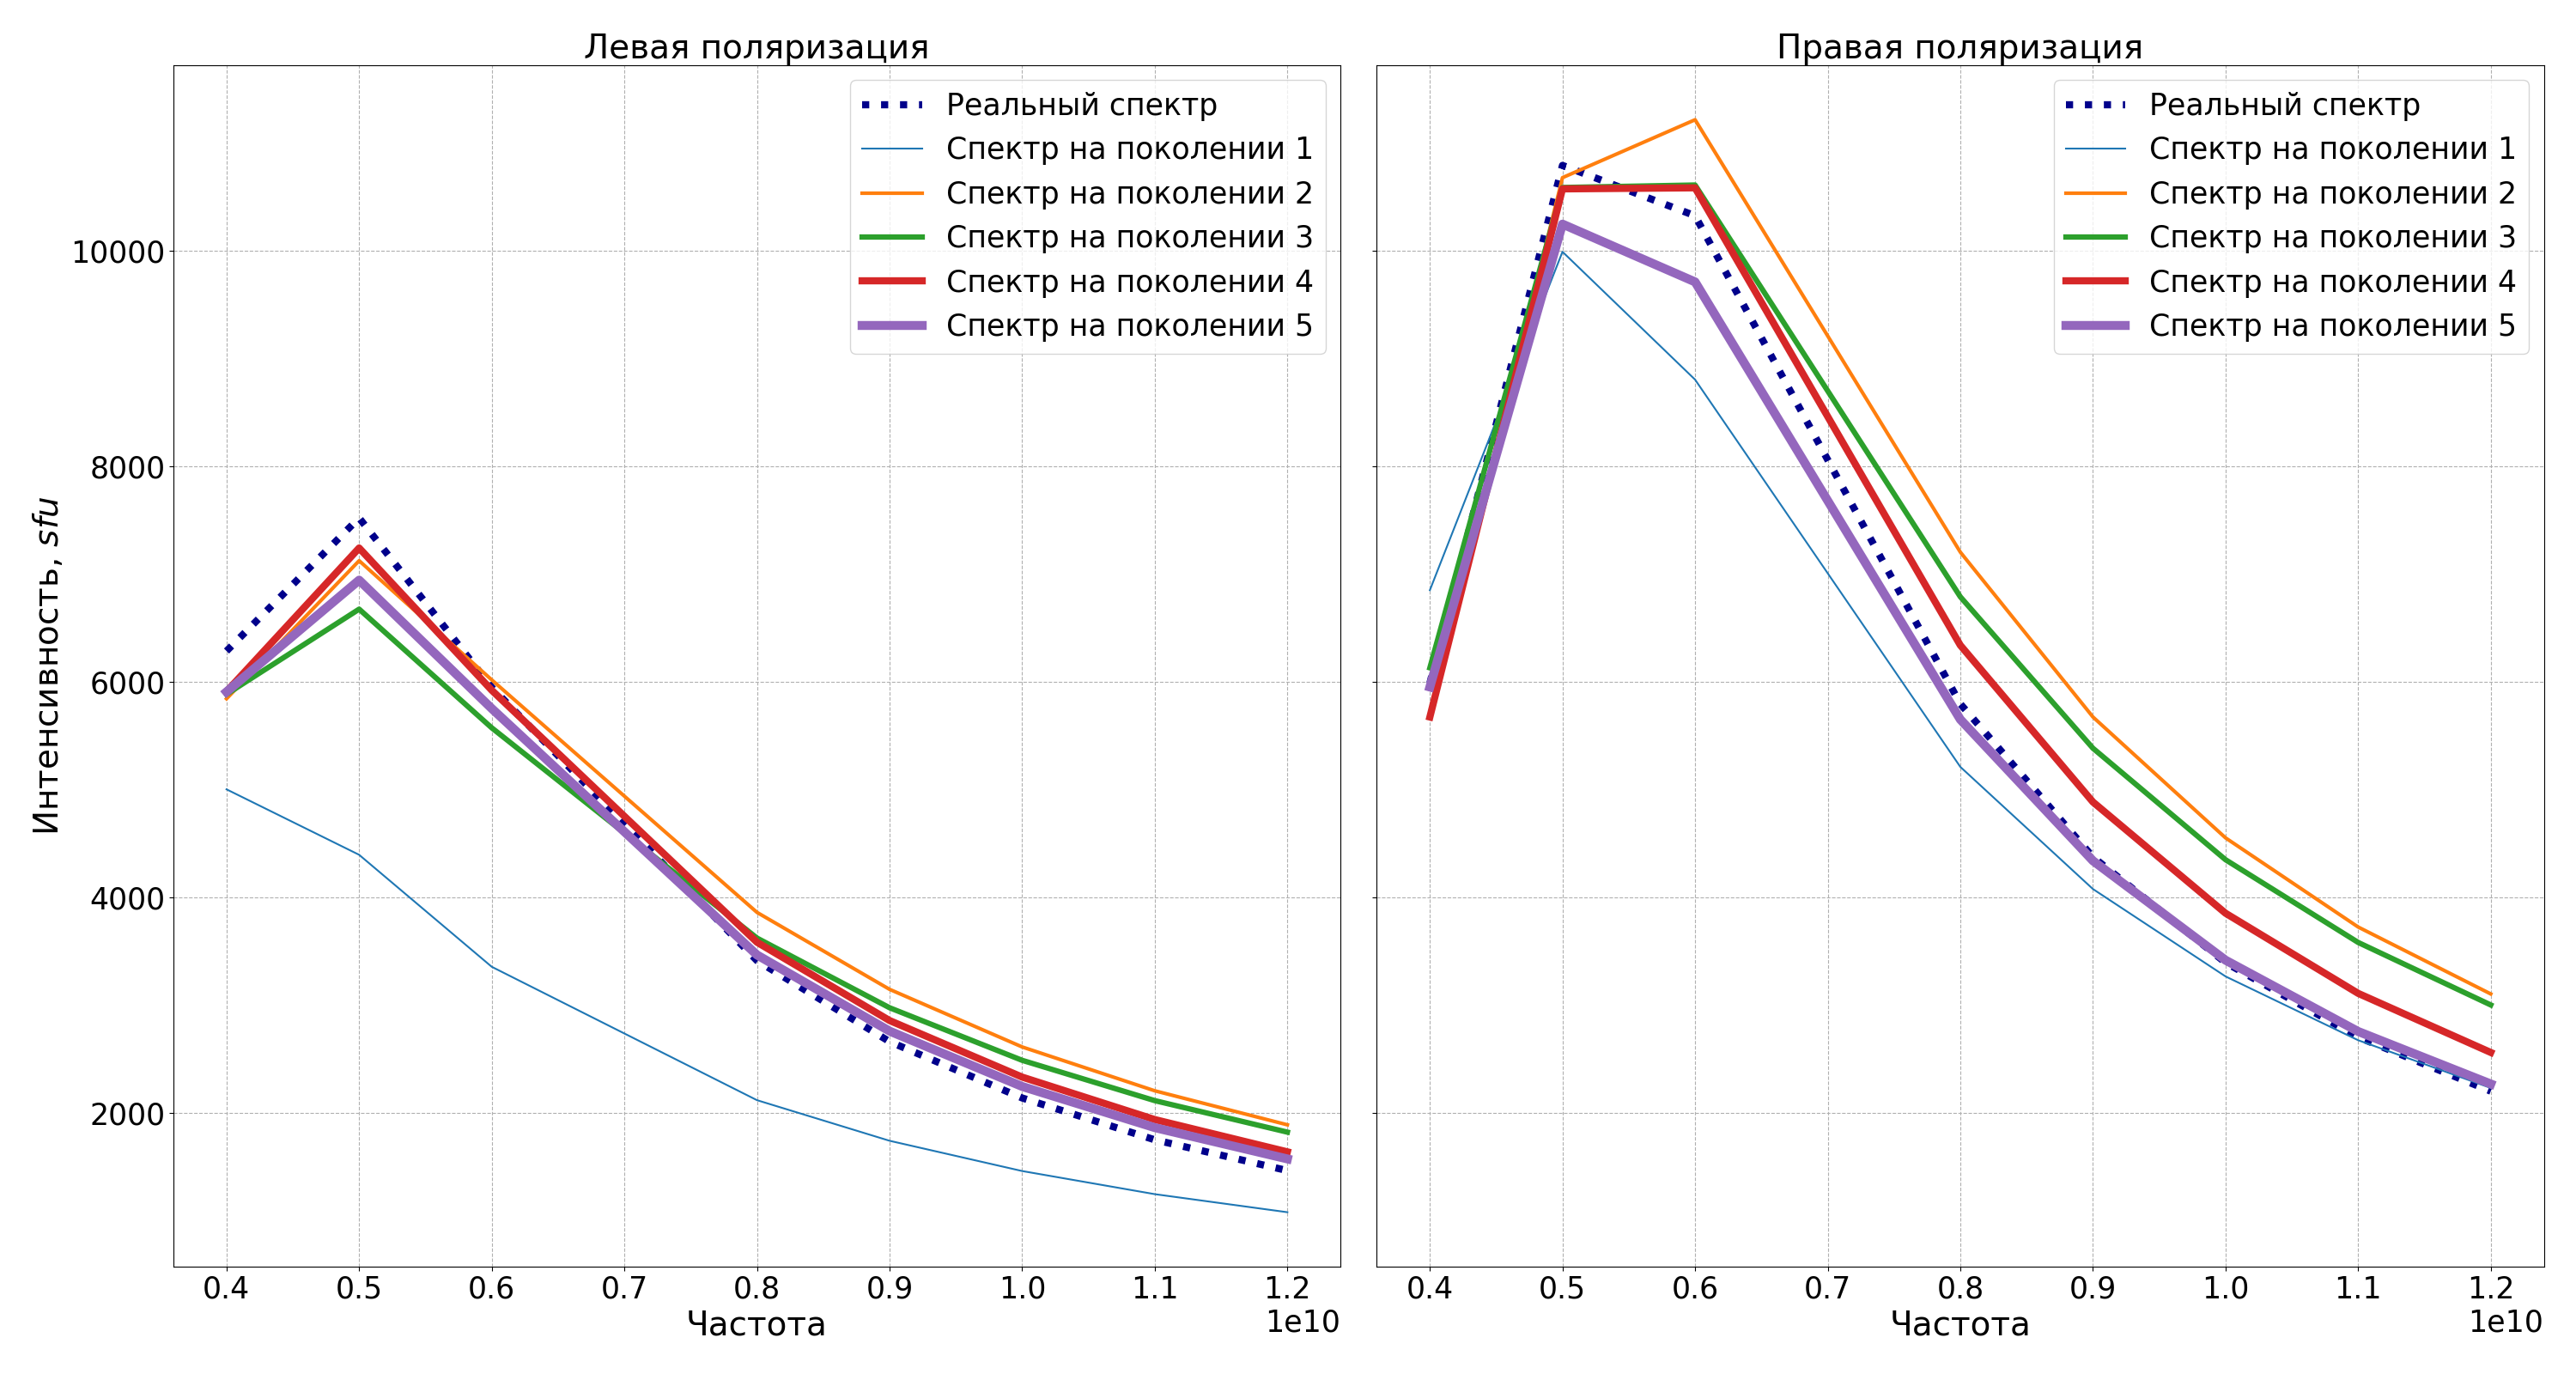 Левая поляризация
Реальный спектр
Спектр на поколении 1
Спектр на поколении 2
Спектр на поколении 3
Спектр на поколении 4
Спектр на поколении 5
Интенсивность, sfu
10000
8000
6000
4000
2000
0.4 0.5 0.6 0.7 0.8 0.9 1.0 1.1 1.2
1e10
Частота
Правая поляризация
Реальный спектр
Спектр на поколении 1
Спектр на поколении 2
Спектр на поколении 3
Спектр на поколении 4
Спектр на поколении 5
0.4 0.5 0.6 0.7 0.8 0.9 1.0 1.1 1.2
1e10
Частота